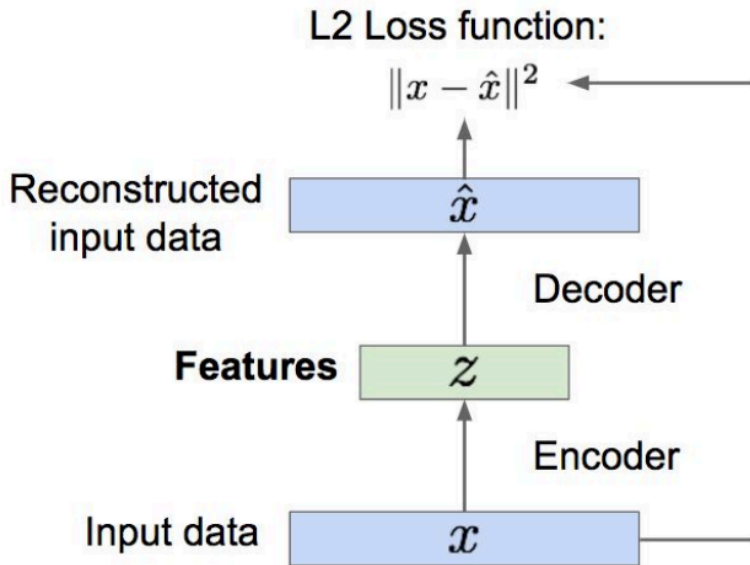 L2 Loss function:
‖x − x̂‖²
Reconstructed
input data
x̂
Decoder
Features
z
Encoder
Input data
x